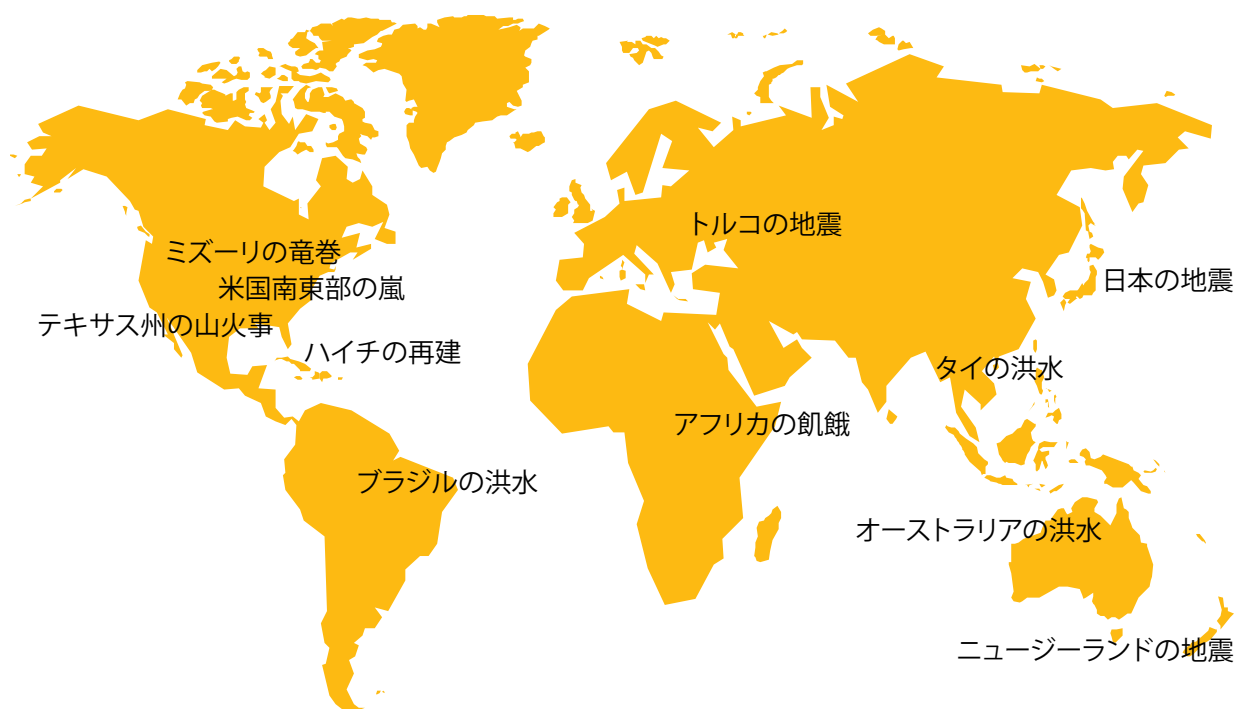 トルコの地震
ミズーリの竜巻
日本の地震
米国南東部の嵐
テキサス州の山火事
ハイチの再建
タイの洪水
アフリカの飢餓
ブラジルの洪水
オーストラリアの洪水
ニュージーランドの地震